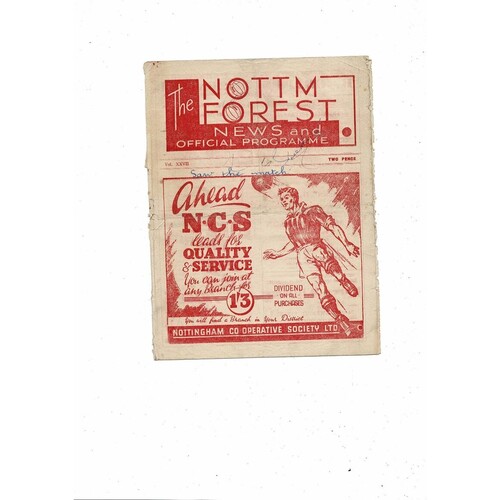 The
NOTTM
FOREST
NEWS and
OFFICIAL PROGRAMME
Vol. XXVIII
TWO PENCE
Saw the match
Ahead
N·C·S
leads for
QUALITY
& SERVICE
You can join at
any branch for
1'3
DIVIDEND
ON ALL
PURCHASES
You will find a Branch in Your District
NOTTINGHAM CO-OPERATIVE SOCIETY LTD